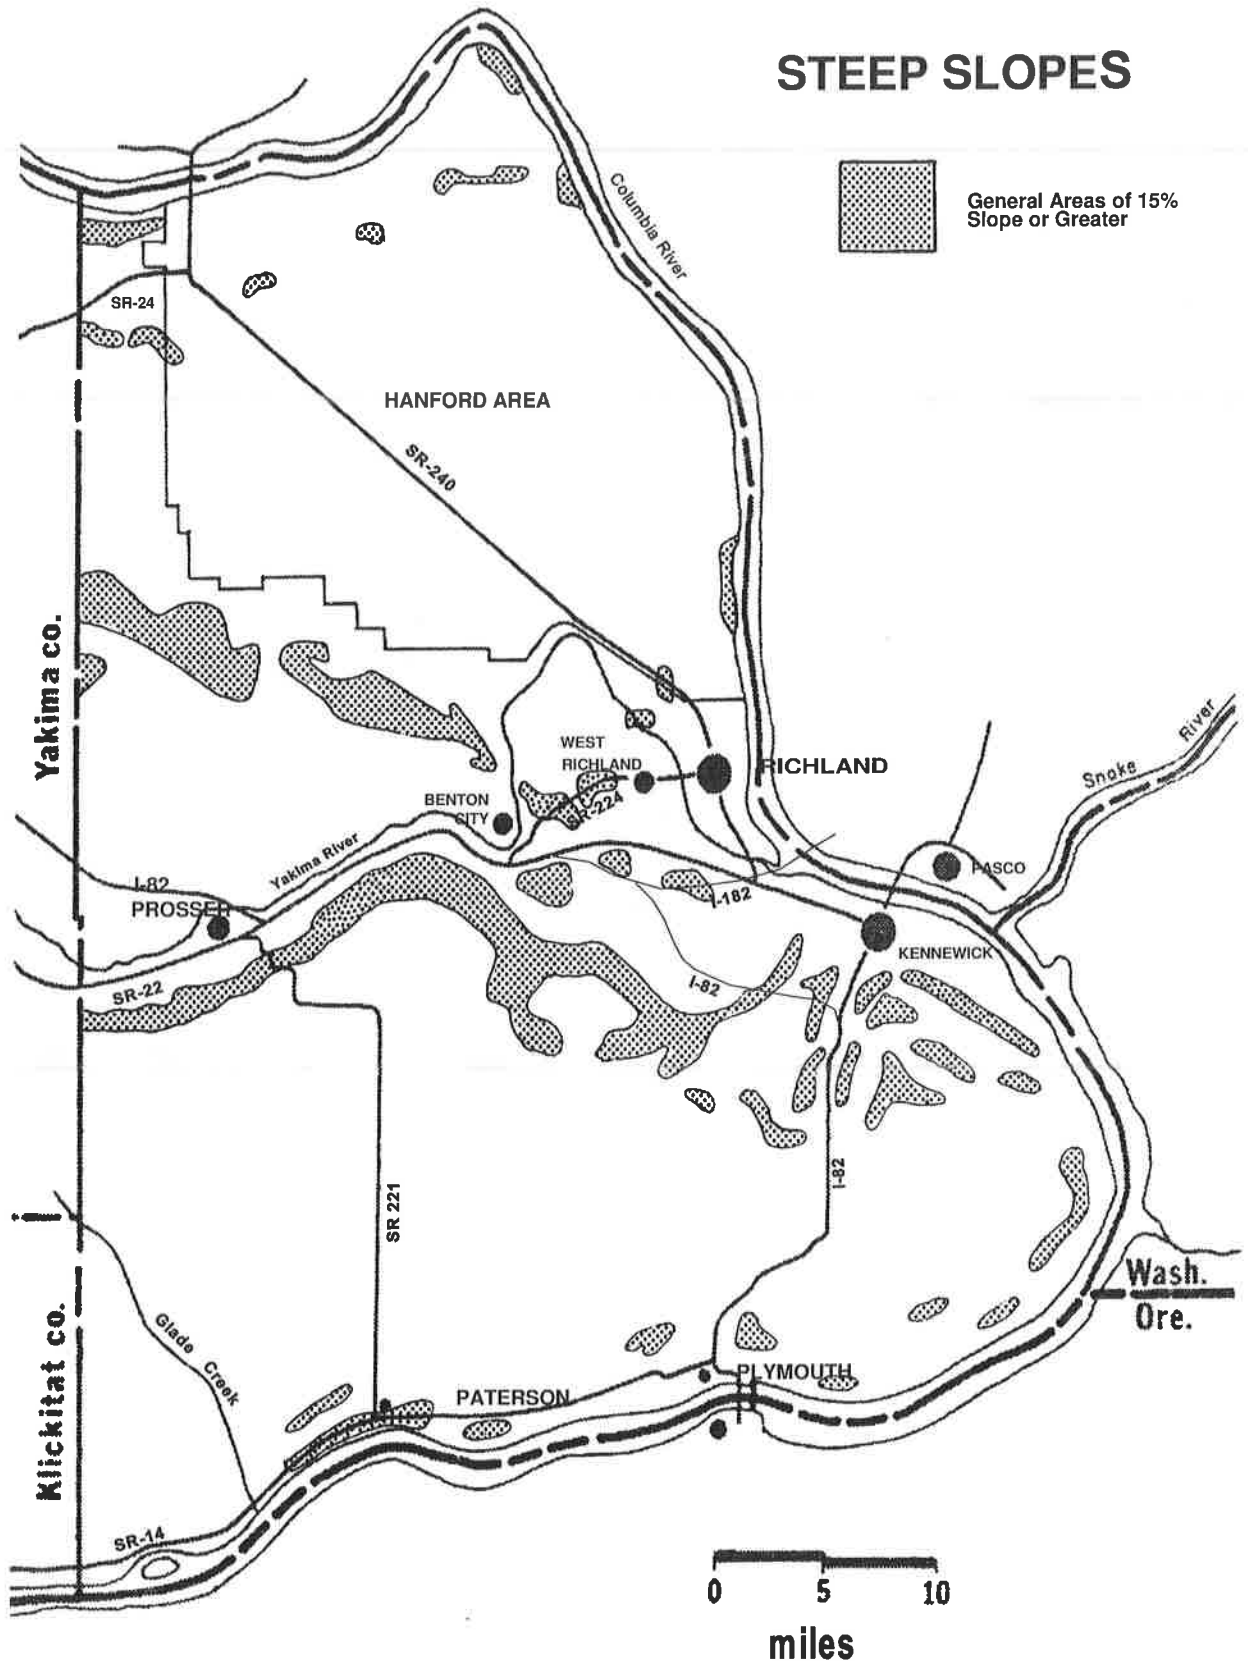 STEEP SLOPES
General Areas of 15%
Slope or Greater
Columbia River
SR-24
HANFORD AREA
SR-240
Yakima co.
WEST
RICHLAND
RICHLAND
Snake River
BENTON
CITY
SR-224
Yakima River
PASCO
I-82
PROSSER
I-182
KENNEWICK
SR-22
I-82
I-82
SR 221
Wash.
Ore.
Glade Creek
Klickitat co.
PLYMOUTH
PATERSON
SR-14
0 5 10
miles